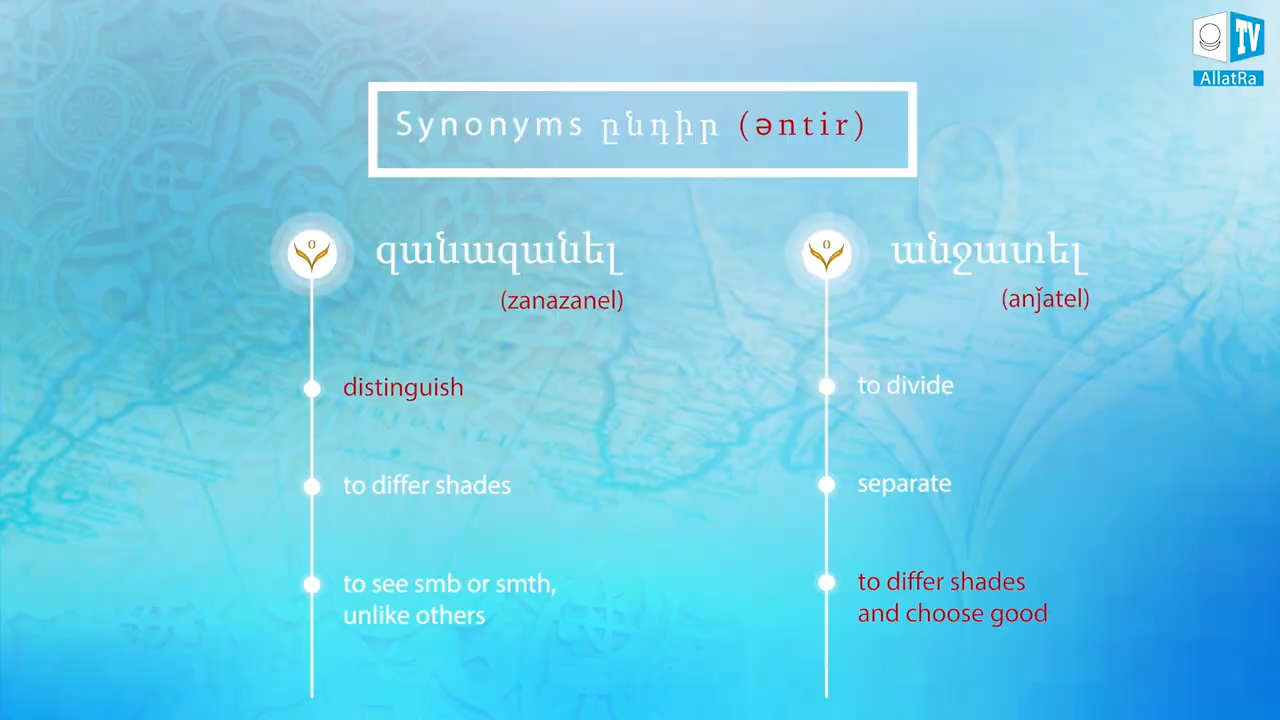 TV
AllatRa
Synonyms ընդիր (əntir)
զանազանել
(zanazanel)
distinguish
to differ shades
to see smb or smth,
unlike others
անջատել
(anǰatel)
to divide
separate
to differ shades
and choose good